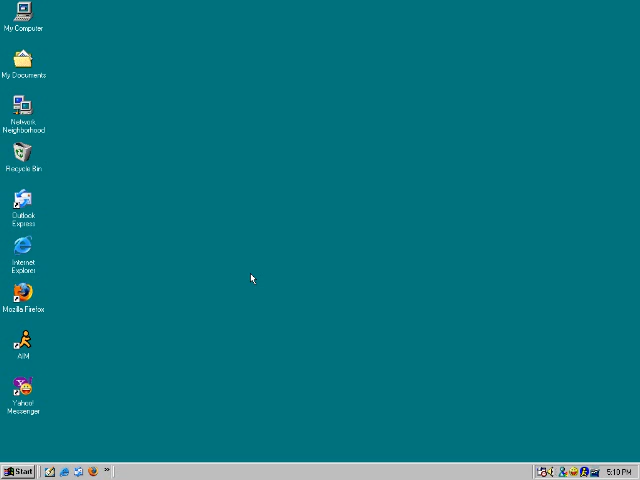 My Computer
My Documents
Network
Neighborhood
Recycle Bin
Outlook
Express
Internet
Explorer
Mozilla Firefox
AIM
Yahoo!
Messenger
Start
5:10 PM